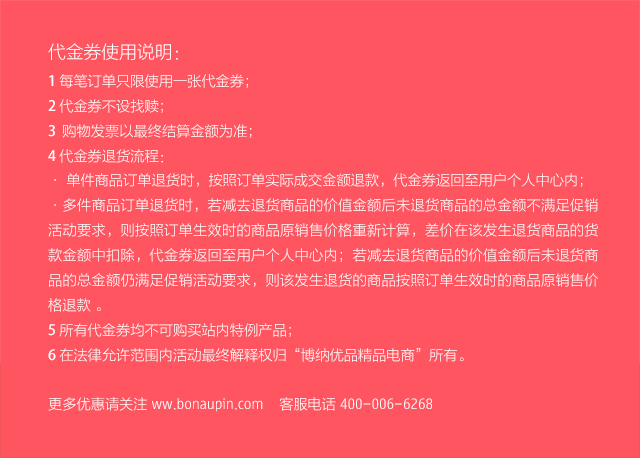 代金券使用说明：
1 每笔订单只限使用一张代金券；
2 代金券不设找赎；
3 购物发票以最终结算金额为准；
4 代金券退货流程：
· 单件商品订单退货时，按照订单实际成交金额退款，代金券返回至用户个人中心内；
· 多件商品订单退货时，若减去退货商品的价值金额后未退货商品的总金额不满足促销
活动要求，则按照订单生效时的商品原销售价格重新计算，差价在该发生退货商品的货
款金额中扣除，代金券返回至用户个人中心内；若减去退货商品的价值金额后未退货商
品的总金额仍满足促销活动要求，则该发生退货的商品按照订单生效时的商品原销售价
格退款 。
5 所有代金券均不可购买站内特例产品；
6 在法律允许范围内活动最终解释权归“博纳优品精品电商”所有。
更多优惠请关注 ww.bonaupin.com 客服电话 400-006-6268